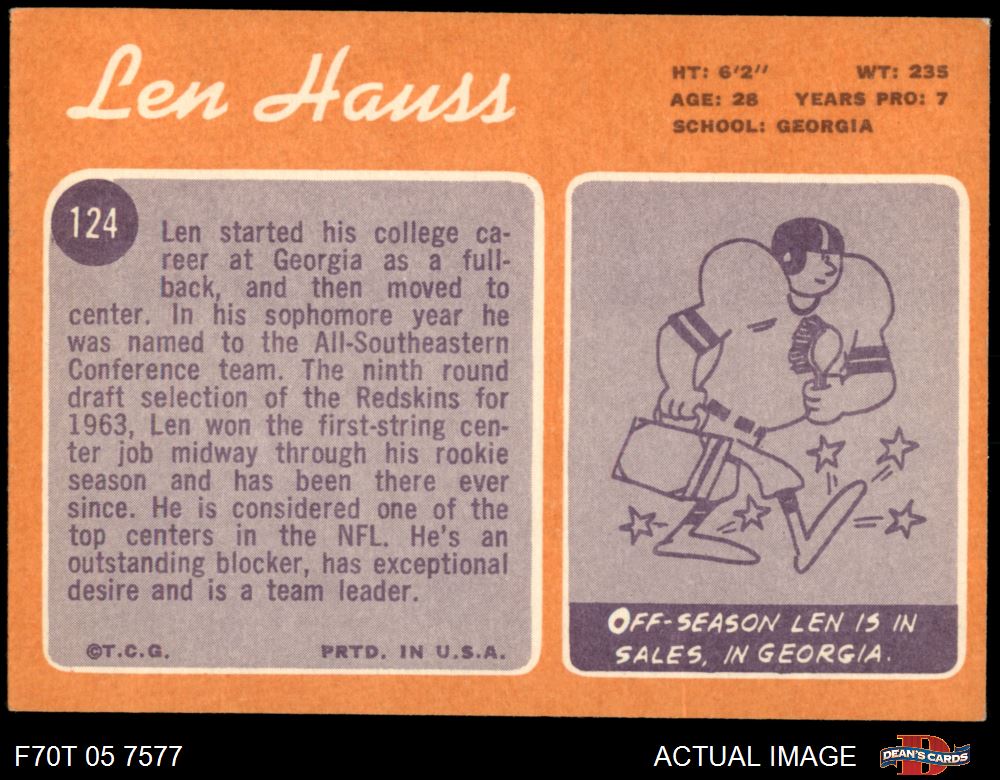 Len Hauss
HT: 6'2" WT: 235
AGE: 28 YEARS PRO: 7
SCHOOL: GEORGIA
124
Len started his college ca-
reer at Georgia as a full-
back, and then moved to
center. In his sophomore year he
was named to the All-Southeastern
Conference team. The ninth round
draft selection of the Redskins for
1963, Len won the first-string cen-
ter job midway through his rookie
season and has been there ever
since. He is considered one of the
top centers in the NFL. He's an
outstanding blocker, has exceptional
desire and is a team leader.
©T.C.G. PRTD. IN U.S.A.
OFF-SEASON LEN IS IN
SALES, IN GEORGIA.
F70T 05 7577
ACTUAL IMAGE
D
DEAN'S CARDS